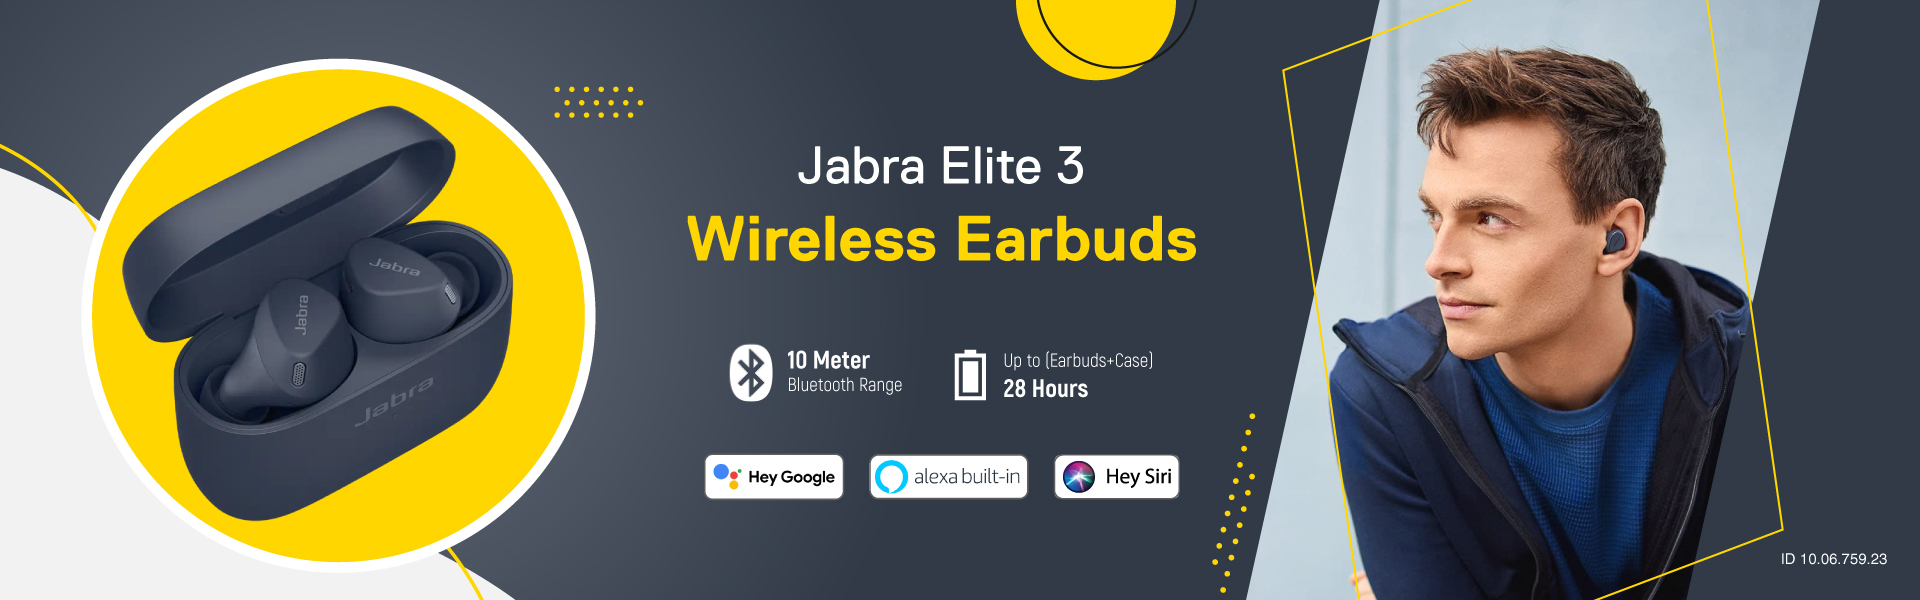 Jabra Elite 3
Wireless Earbuds
10 Meter
Bluetooth Range
Up to (Earbuds+Case)
28 Hours
Hey Google
alexa built-in
Hey Siri
Jabra
Jabra
Jabra
ID 10.06.759.23